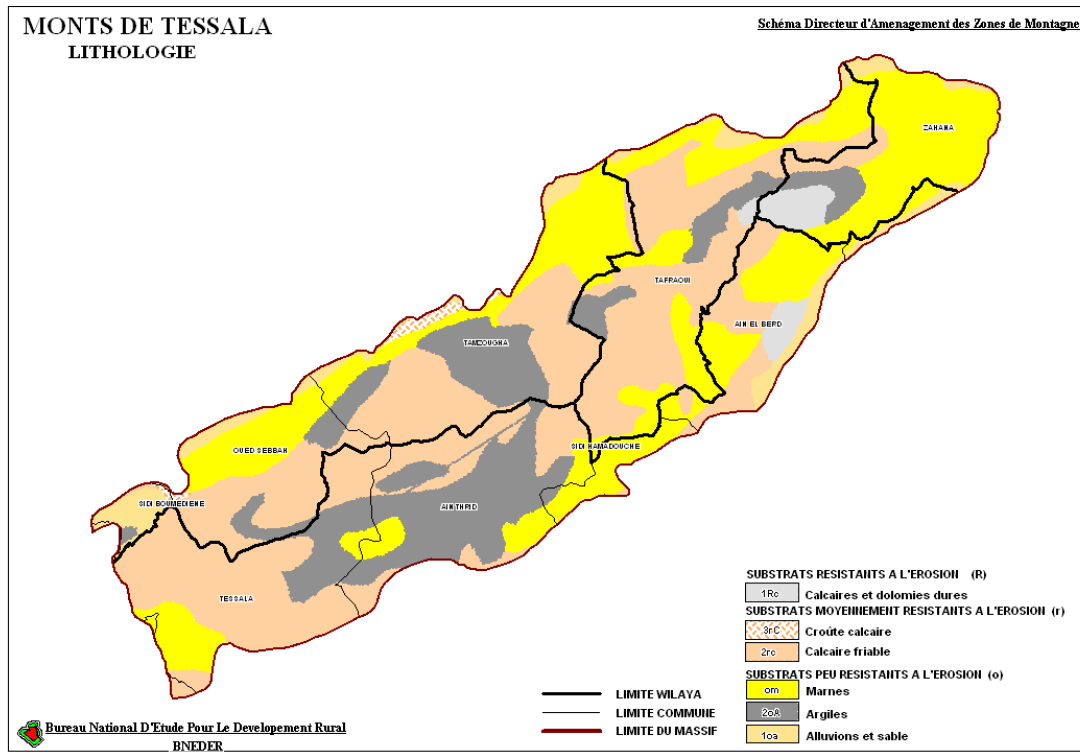 MONTS DE TESSALA
LITHOLOGIE
Schéma Directeur d'Amenagement des Zones de Montagne
ZAHANA
TAFRAOUI
AIN EL BERD
TAMZOUGHA
OUED SEBBAH
SIDI HAMADOUCHE
SIDI BOUMEDIENE
AIN THRID
TESSALA
SUBSTRATS RESISTANTS A L'EROSION (R)
1Rc Calcaires et dolomies dures
SUBSTRATS MOYENNEMENT RESISTANTS A L'EROSION (r)
3rC Croûte calcaire
2rc Calcaire friable
SUBSTRATS PEU RESISTANTS A L'EROSION (o)
om Marnes
2oA Argiles
1oa Alluvions et sable
LIMITE WILAYA
LIMITE COMMUNE
LIMITE DU MASSIF
Bureau National D'Etude Pour Le Developement Rural
BNEDER